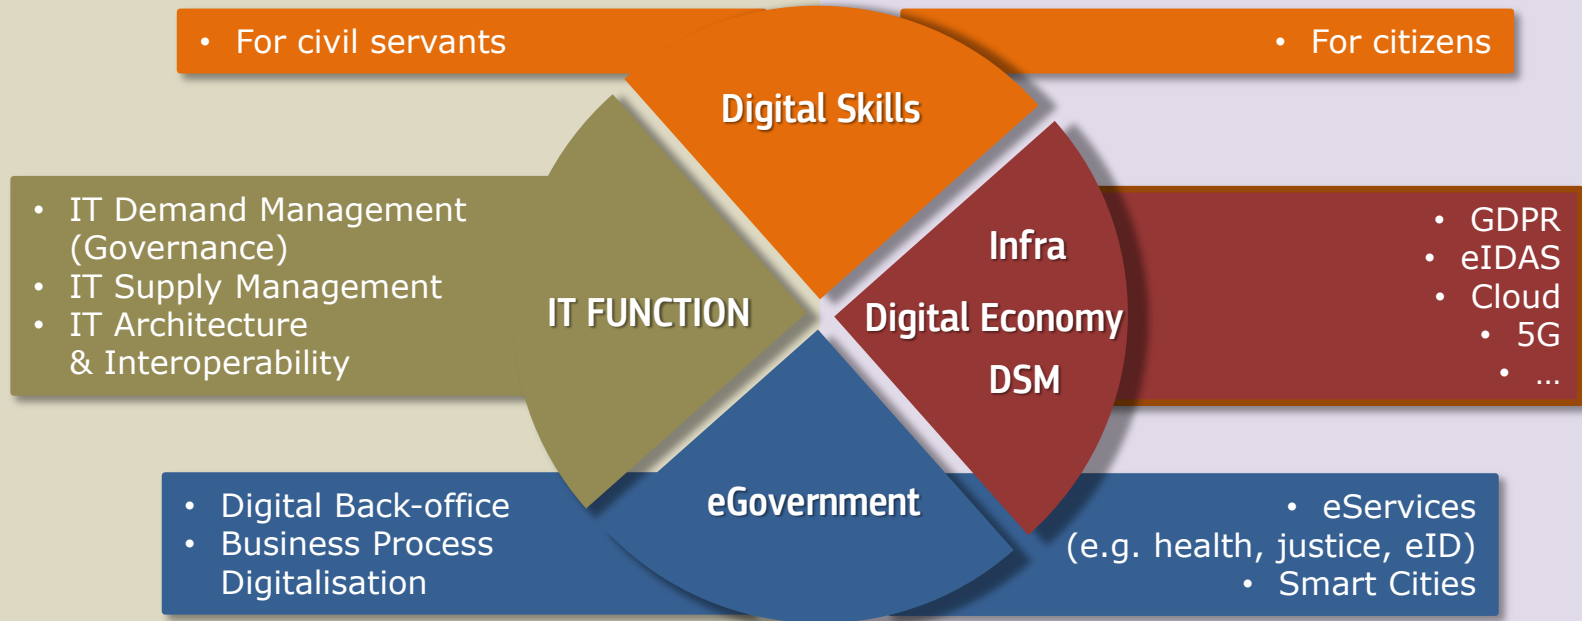 • For civil servants
• For citizens
Digital Skills
• IT Demand Management
(Governance)
• IT Supply Management
• IT Architecture
& Interoperability
IT FUNCTION
Infra
Digital Economy
DSM
• GDPR
• eIDAS
• Cloud
• 5G
• ...
eGovernment
• Digital Back-office
• Business Process
Digitalisation
• eServices
(e.g. health, justice, eID)
• Smart Cities